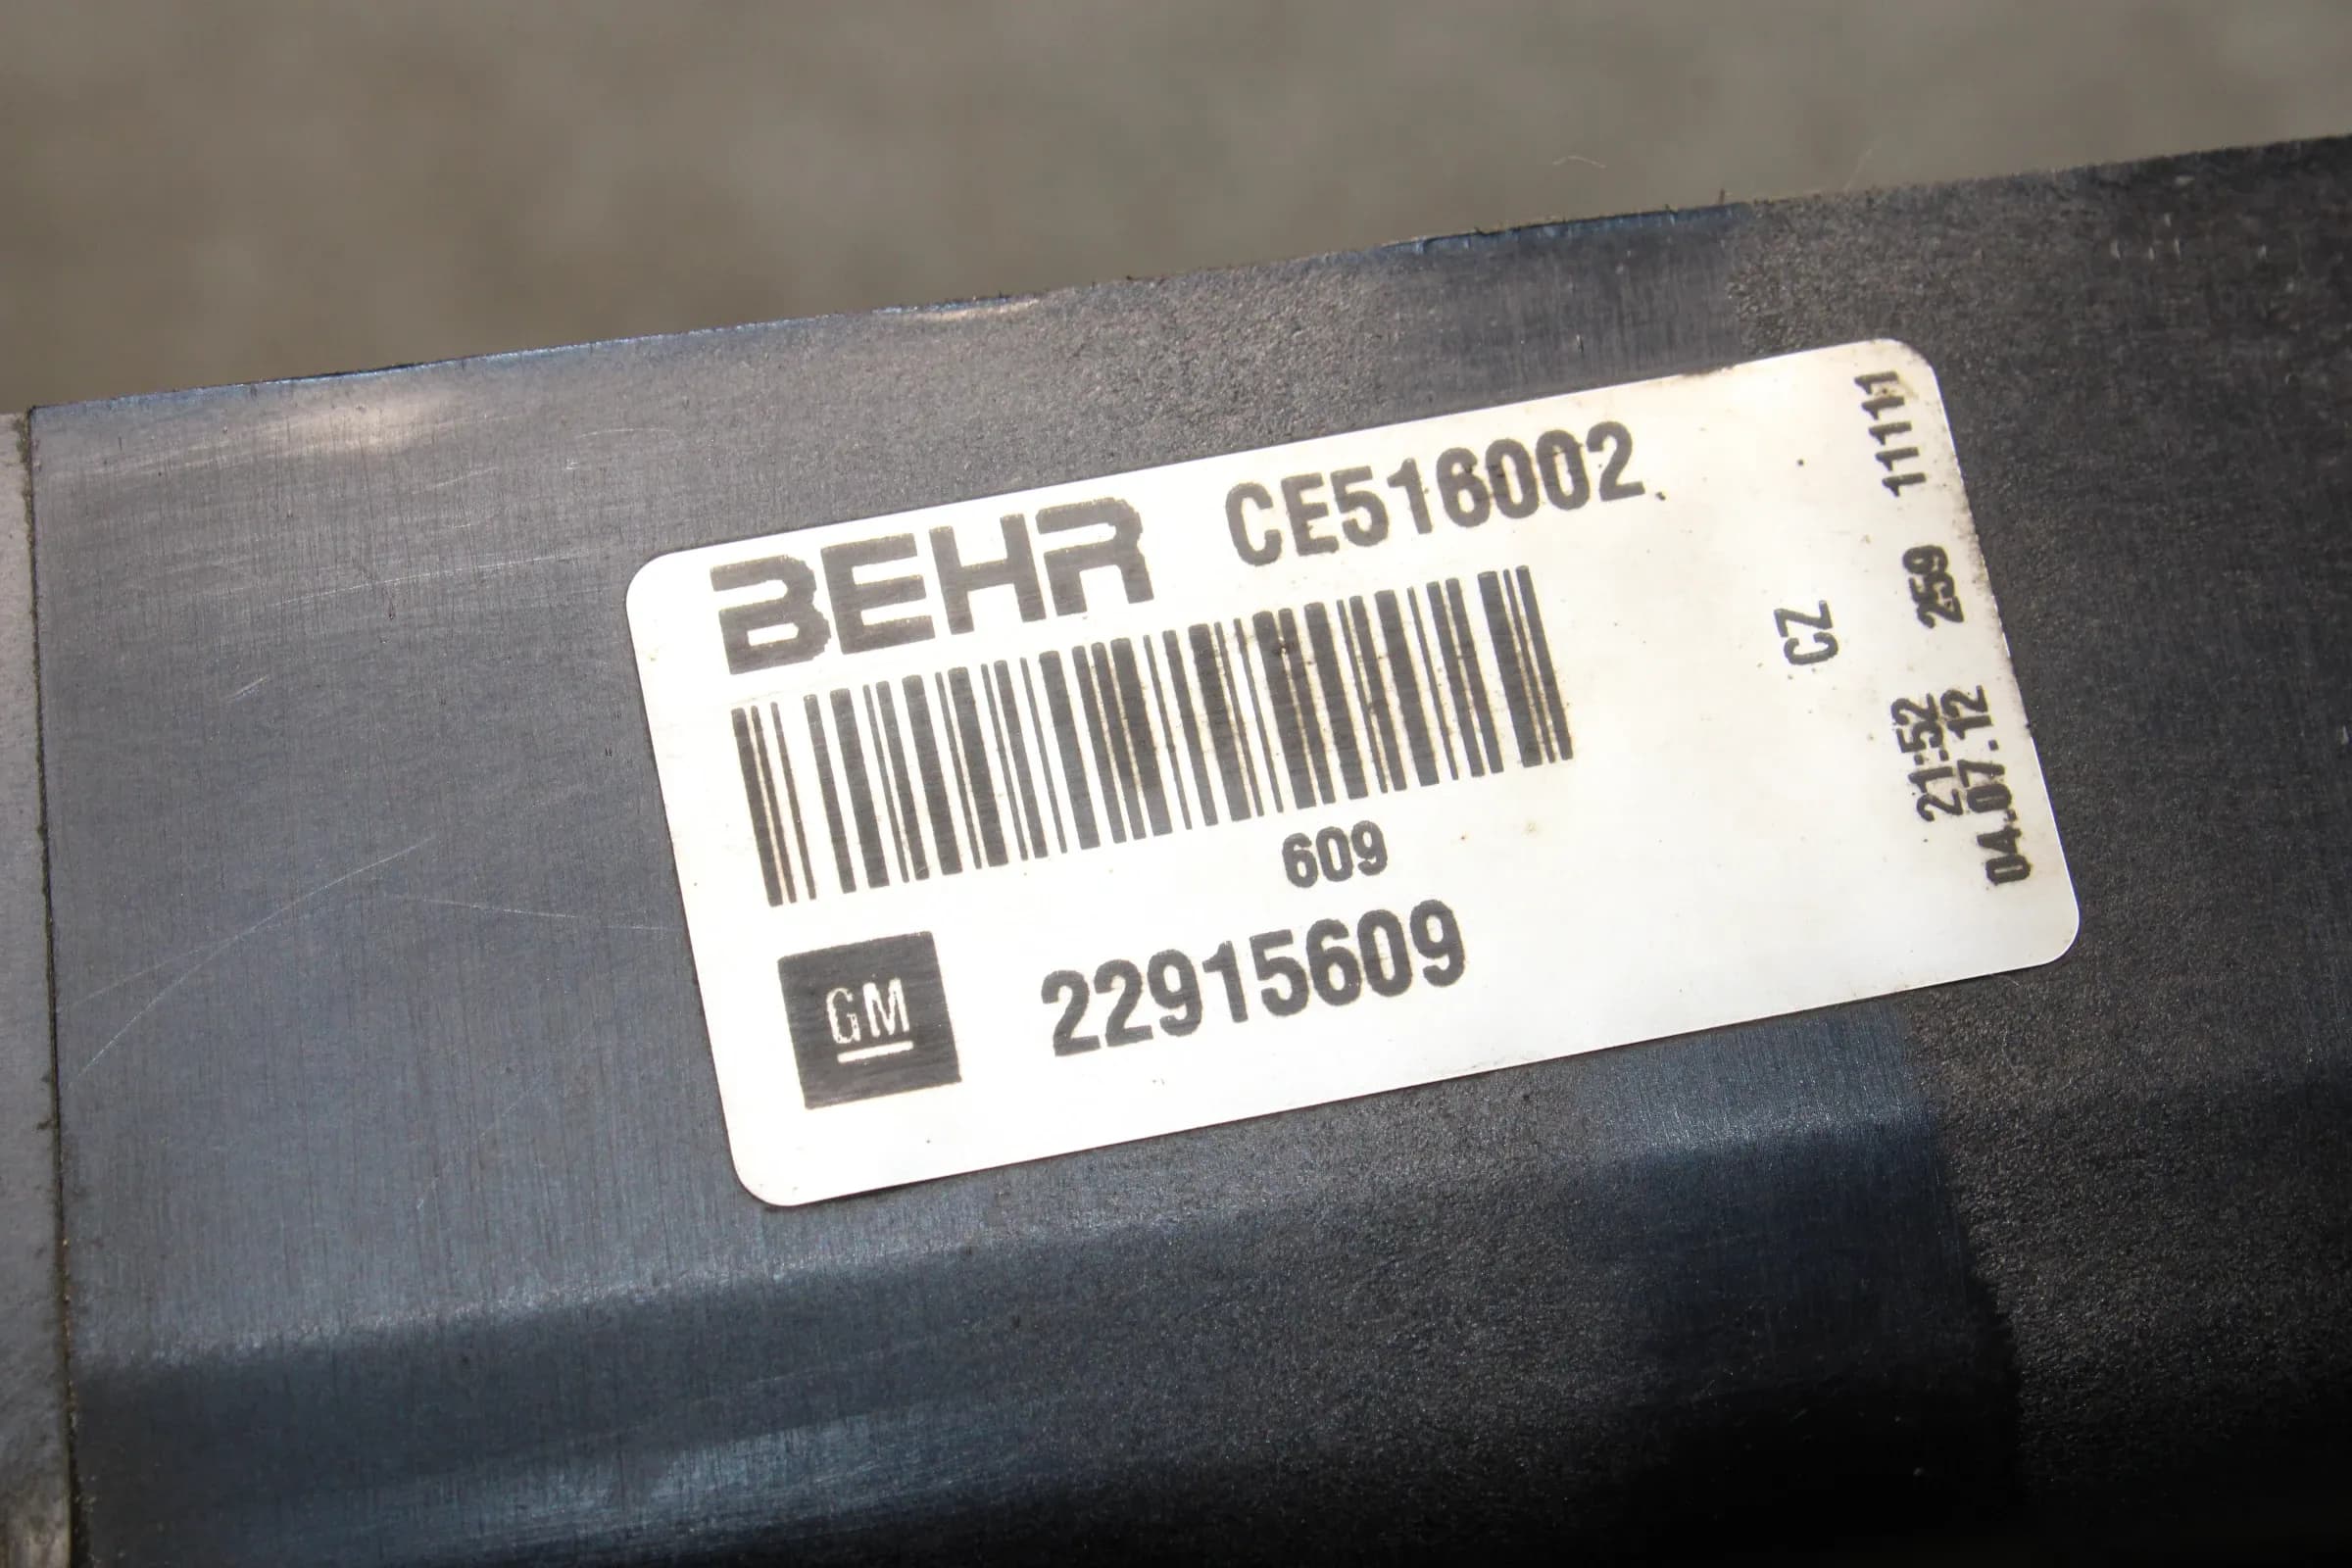 BEHR CE516002
609
GM 22915609
CZ
21:52 259 11111
04.07.12